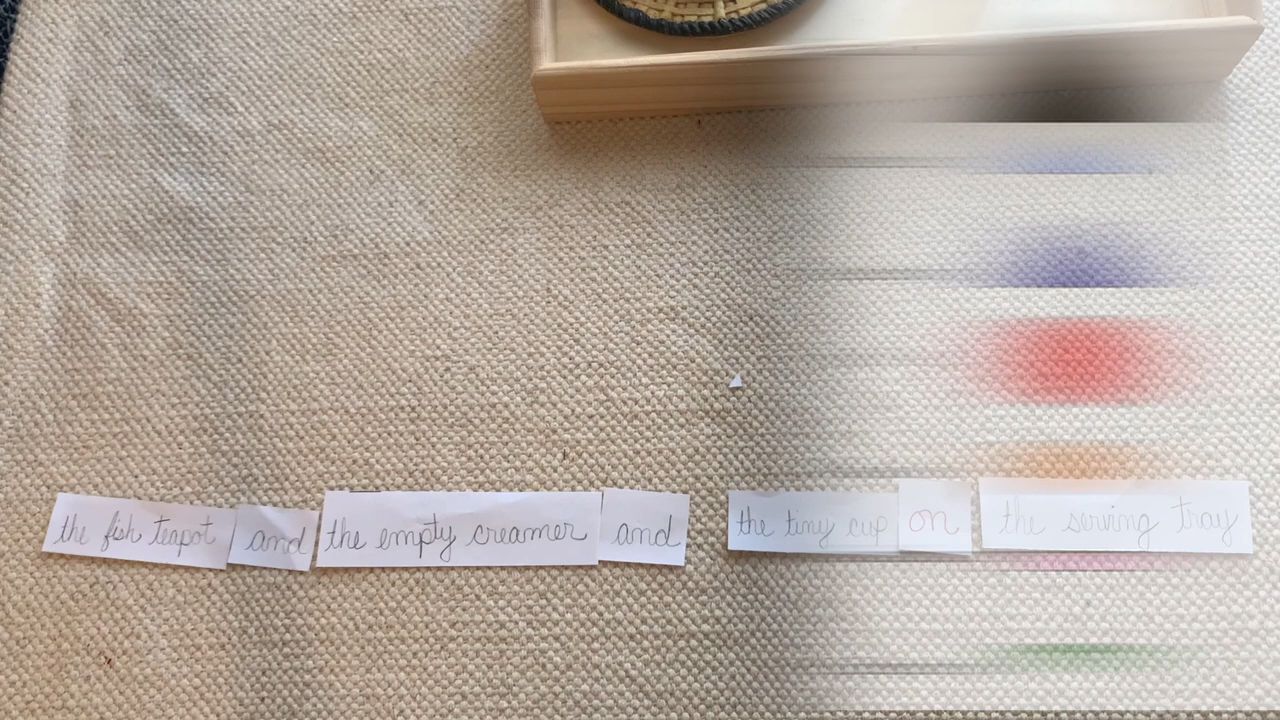 the fish teapot and the empty creamer and the tiny cup on the serving tray